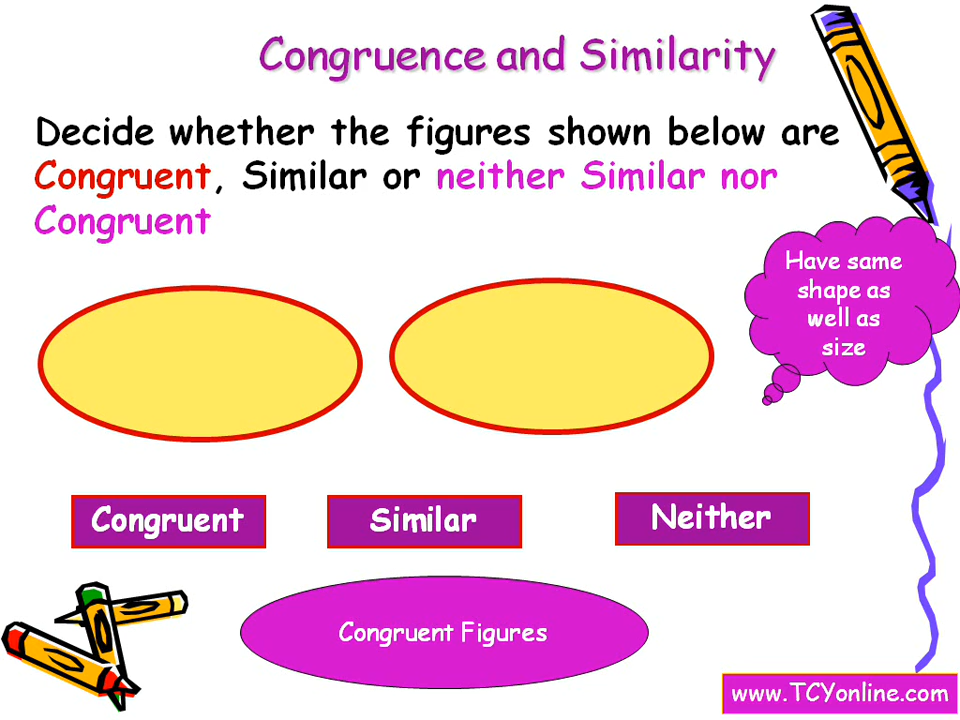 Congruence and Similarity
Decide whether the figures shown below are
Congruent, Similar or neither Similar nor
Congruent
Have same
shape as
well as
size
Congruent
Similar
Neither
Congruent Figures
www.TCYonline.com